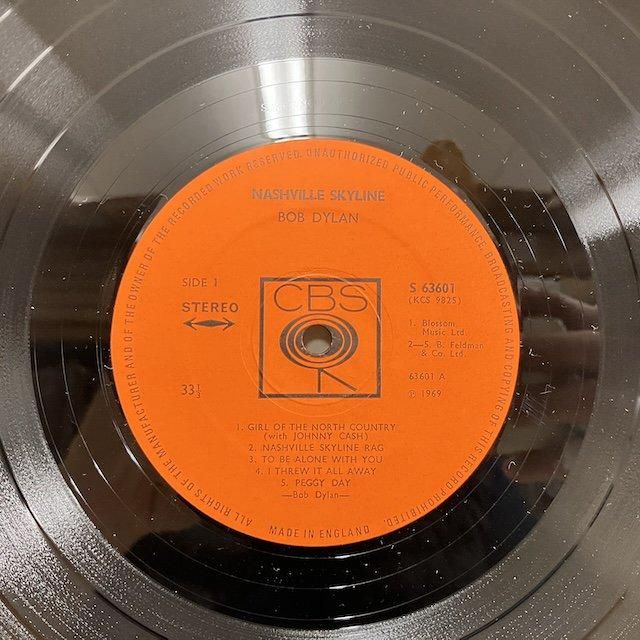 ALL RIGHTS OF THE MANUFACTURER AND OF THE OWNER OF THE RECORDED WORK RESERVED. UNAUTHORIZED PUBLIC PERFORMANCE, BROADCASTING AND COPYING OF THIS RECORD PROHIBITED.
NASHVILLE SKYLINE
BOB DYLAN
SIDE 1
STEREO
33⅓
CBS
S 63601
(KCS 9825)
1. Blossom
Music Ltd.
2—5. B. Feldman
& Co. Ltd.
63601 A
℗ 1969
1. GIRL OF THE NORTH COUNTRY
(with JOHNNY CASH)
2. NASHVILLE SKYLINE RAG
3. TO BE ALONE WITH YOU
4. I THREW IT ALL AWAY
5. PEGGY DAY
—Bob Dylan—
MADE IN ENGLAND